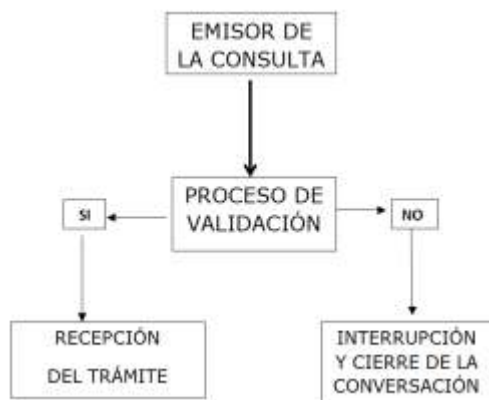 EMISOR DE
LA CONSULTA
PROCESO DE
VALIDACIÓN
SI
NO
RECEPCIÓN
DEL TRÁMITE
INTERRUPCIÓN
Y CIERRE DE LA
CONVERSACIÓN